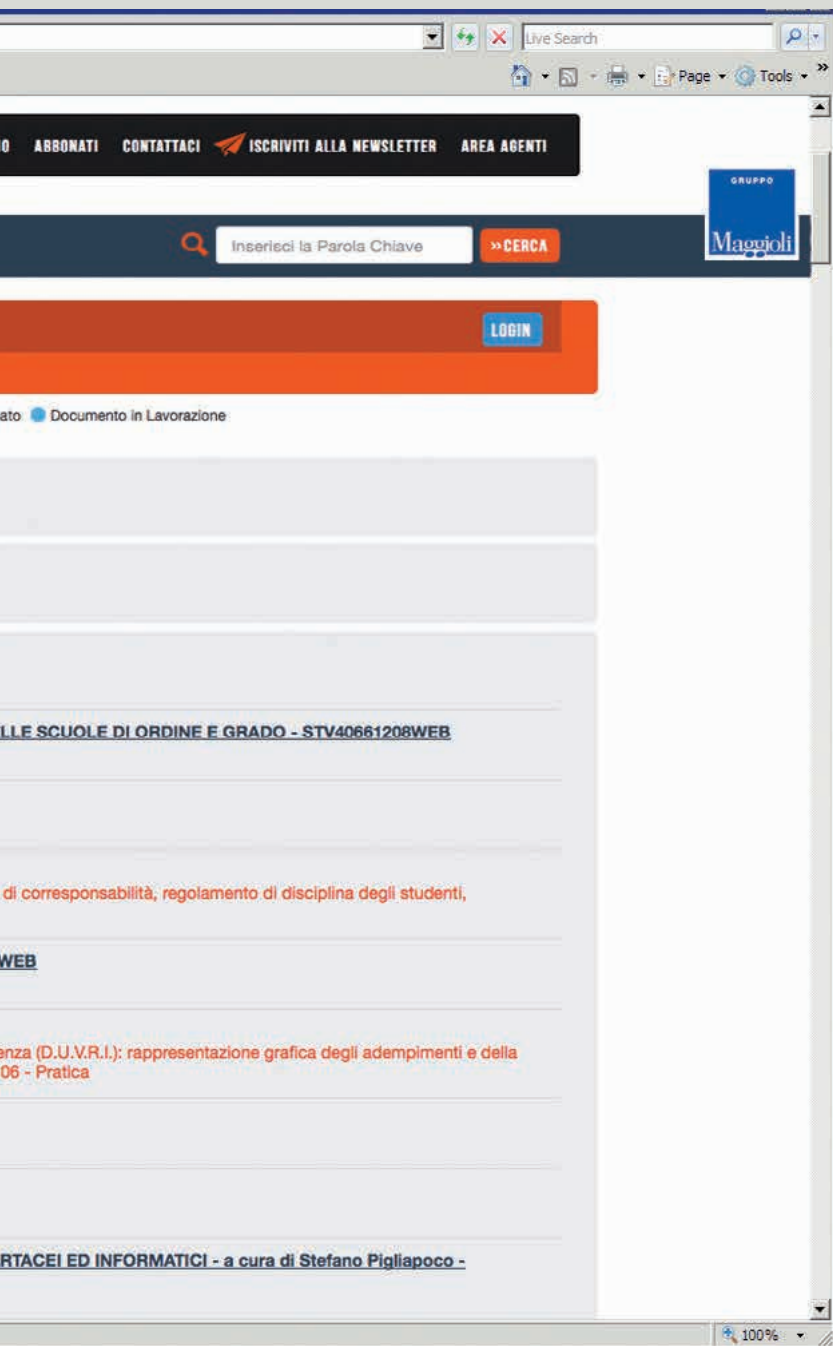 Live Search
Page Tools »
ABBONATI CONTATTACI ISCRIVITI ALLA NEWSLETTER AREA AGENTI
GRUPPO
Maggioli
Inserisci la Parola Chiave »CERCA
LOGIN
ato Documento in Lavorazione
LLE SCUOLE DI ORDINE E GRADO - STV40661208WEB
di corresponsabilità, regolamento di disciplina degli studenti,
WEB
enza (D.U.V.R.I.): rappresentazione grafica degli adempimenti e della
06 - Pratica
RTACEI ED INFORMATICI - a cura di Stefano Pigliapoco -
100%